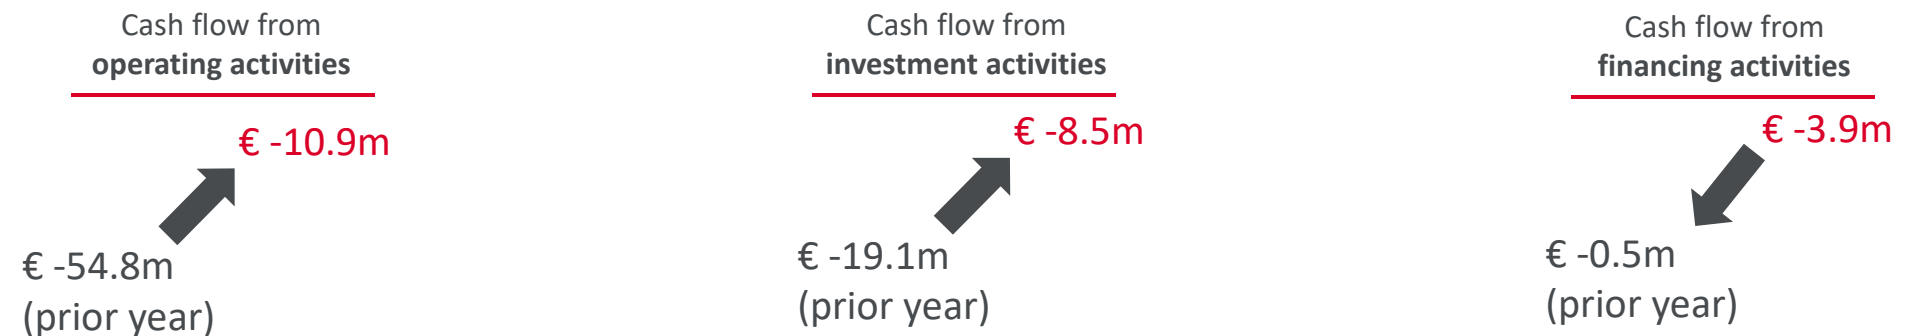 Cash flow from
operating activities
€ -10.9m
€ -54.8m
(prior year)
Cash flow from
investment activities
€ -8.5m
€ -19.1m
(prior year)
Cash flow from
financing activities
€ -3.9m
€ -0.5m
(prior year)